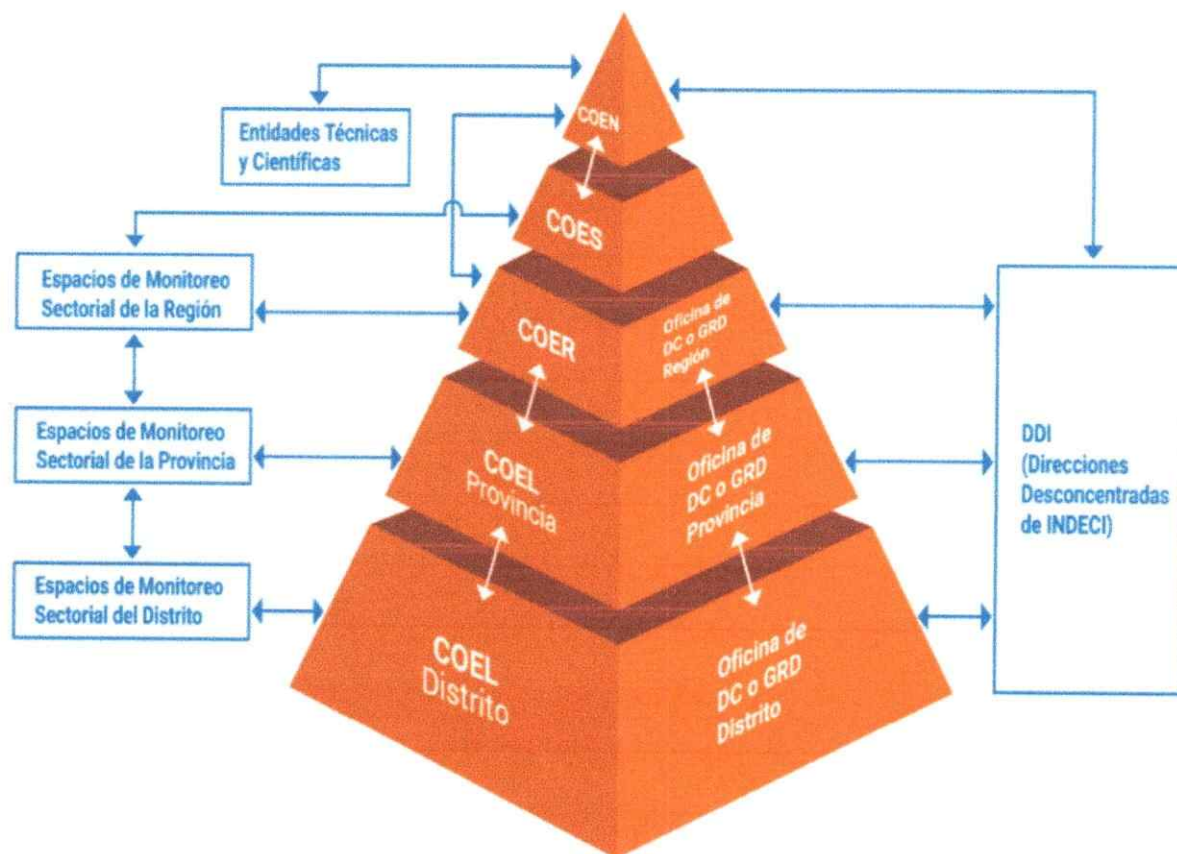 COEN
Entidades Técnicas
y Científicas
COES
Espacios de Monitoreo
Sectorial de la Región
COER
Oficina de
DC o GRD
Región
Espacios de Monitoreo
Sectorial de la Provincia
COEL
Provincia
Oficina de
DC o GRD
Provincia
DDI
(Direcciones
Desconcentradas
de INDECI)
Espacios de Monitoreo
Sectorial del Distrito
COEL
Distrito
Oficina de
DC o GRD
Distrito